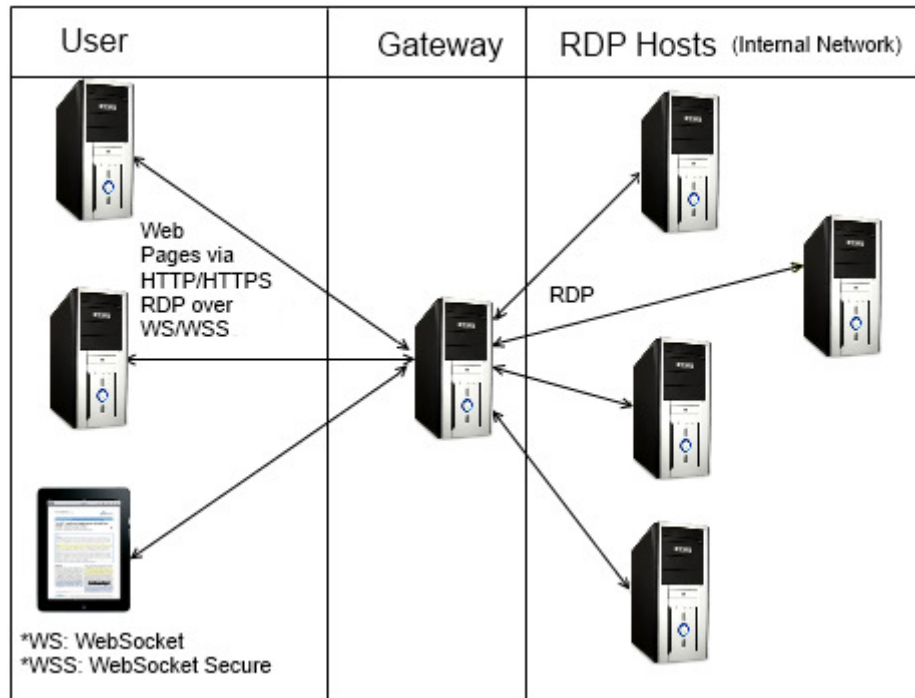 User
Gateway
RDP Hosts (Internal Network)
Web
Pages via
HTTP/HTTPS
RDP over
WS/WSS
RDP
*WS: WebSocket
*WSS: WebSocket Secure